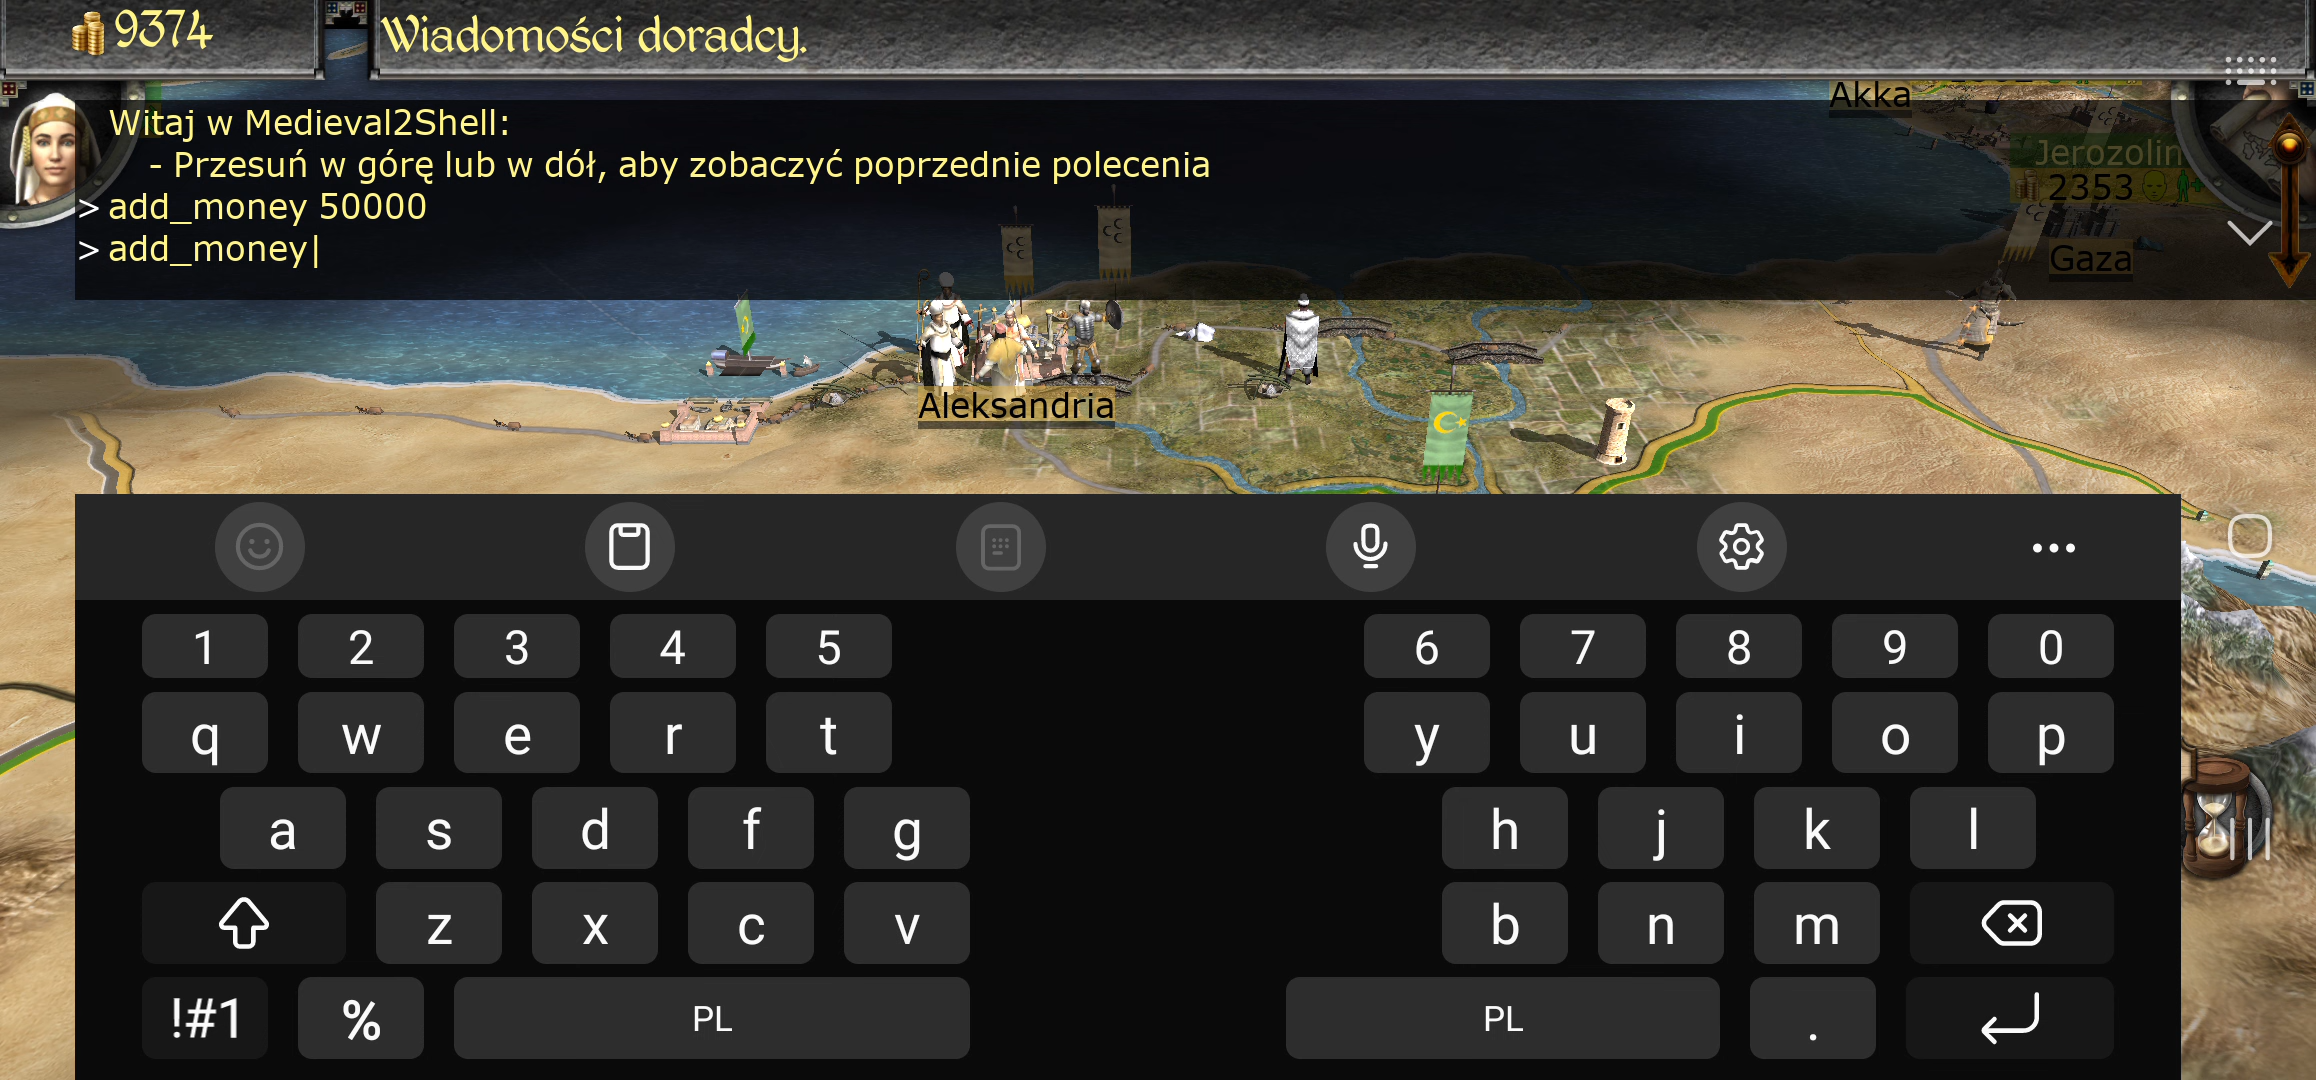 9374
Wiadomości doradcy.
Akka
Witaj w Medieval2Shell:
- Przesuń w górę lub w dół, aby zobaczyć poprzednie polecenia
> add_money 50000
> add_money|
Jerozolim
2353
Gaza
Aleksandria
1 2 3 4 5 6 7 8 9 0
q w e r t y u i o p
a s d f g h j k l
z x c v b n m
!#1 % PL PL .